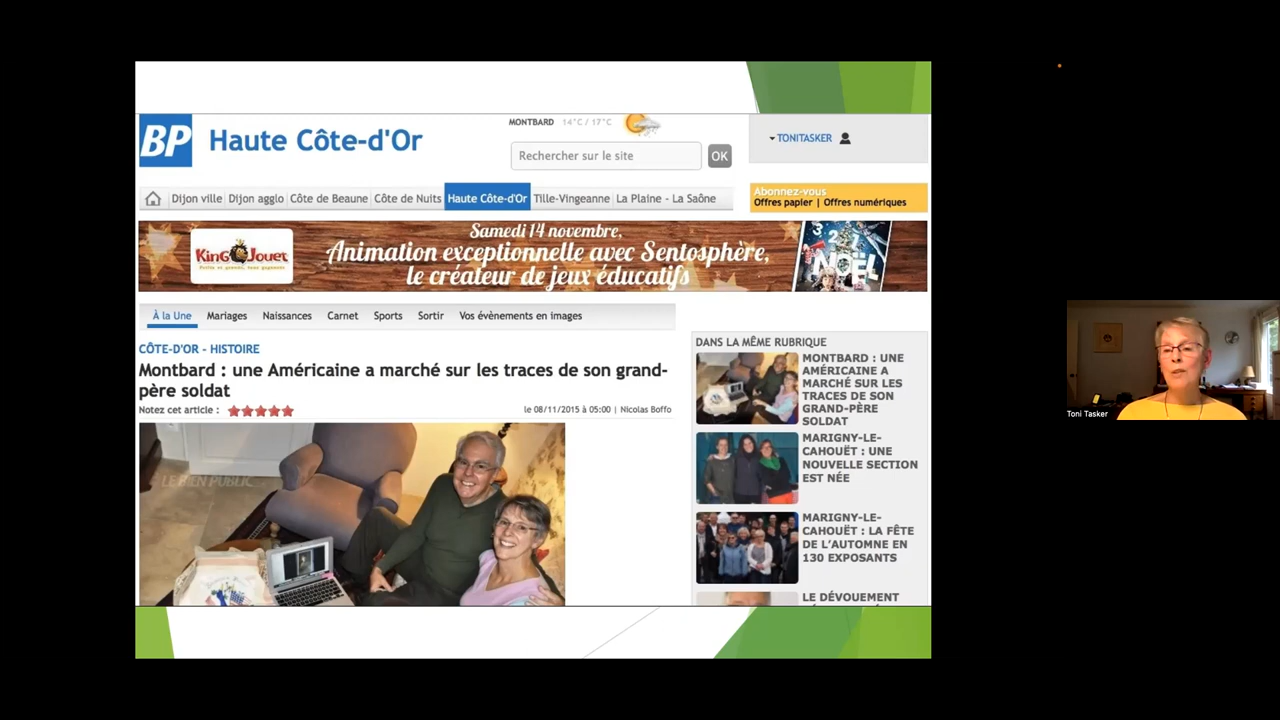 BP Haute Côte-d'Or
MONTBARD 14°C / 17°C
Rechercher sur le site OK
TONITASKER
Dijon ville Dijon agglo Côte de Beaune Côte de Nuits Haute Côte-d'Or Tille-Vingeanne La Plaine - La Saône
Abonnez-vous
Offres papier | Offres numériques
KinG Jouet
Samedi 14 novembre,
Animation exceptionnelle avec Sentosphère,
le créateur de jeux éducatifs
3
2
NOËL
À la Une Mariages Naissances Carnet Sports Sortir Vos évènements en images
CÔTE-D'OR - HISTOIRE
Montbard : une Américaine a marché sur les traces de son grand-
père soldat
Notez cet article :
le 08/11/2015 à 05:00 | Nicolas Boffo
LE BIEN PUBLIC
DANS LA MÊME RUBRIQUE
MONTBARD : UNE
AMÉRICAINE A
MARCHÉ SUR LES
TRACES DE SON
GRAND-PÈRE
SOLDAT
MARIGNY-LE-
CAHOUËT : UNE
NOUVELLE SECTION
EST NÉE
MARIGNY-LE-
CAHOUËT : LA FÊTE
DE L'AUTOMNE EN
130 EXPOSANTS
LE DÉVOUEMENT
Toni Tasker